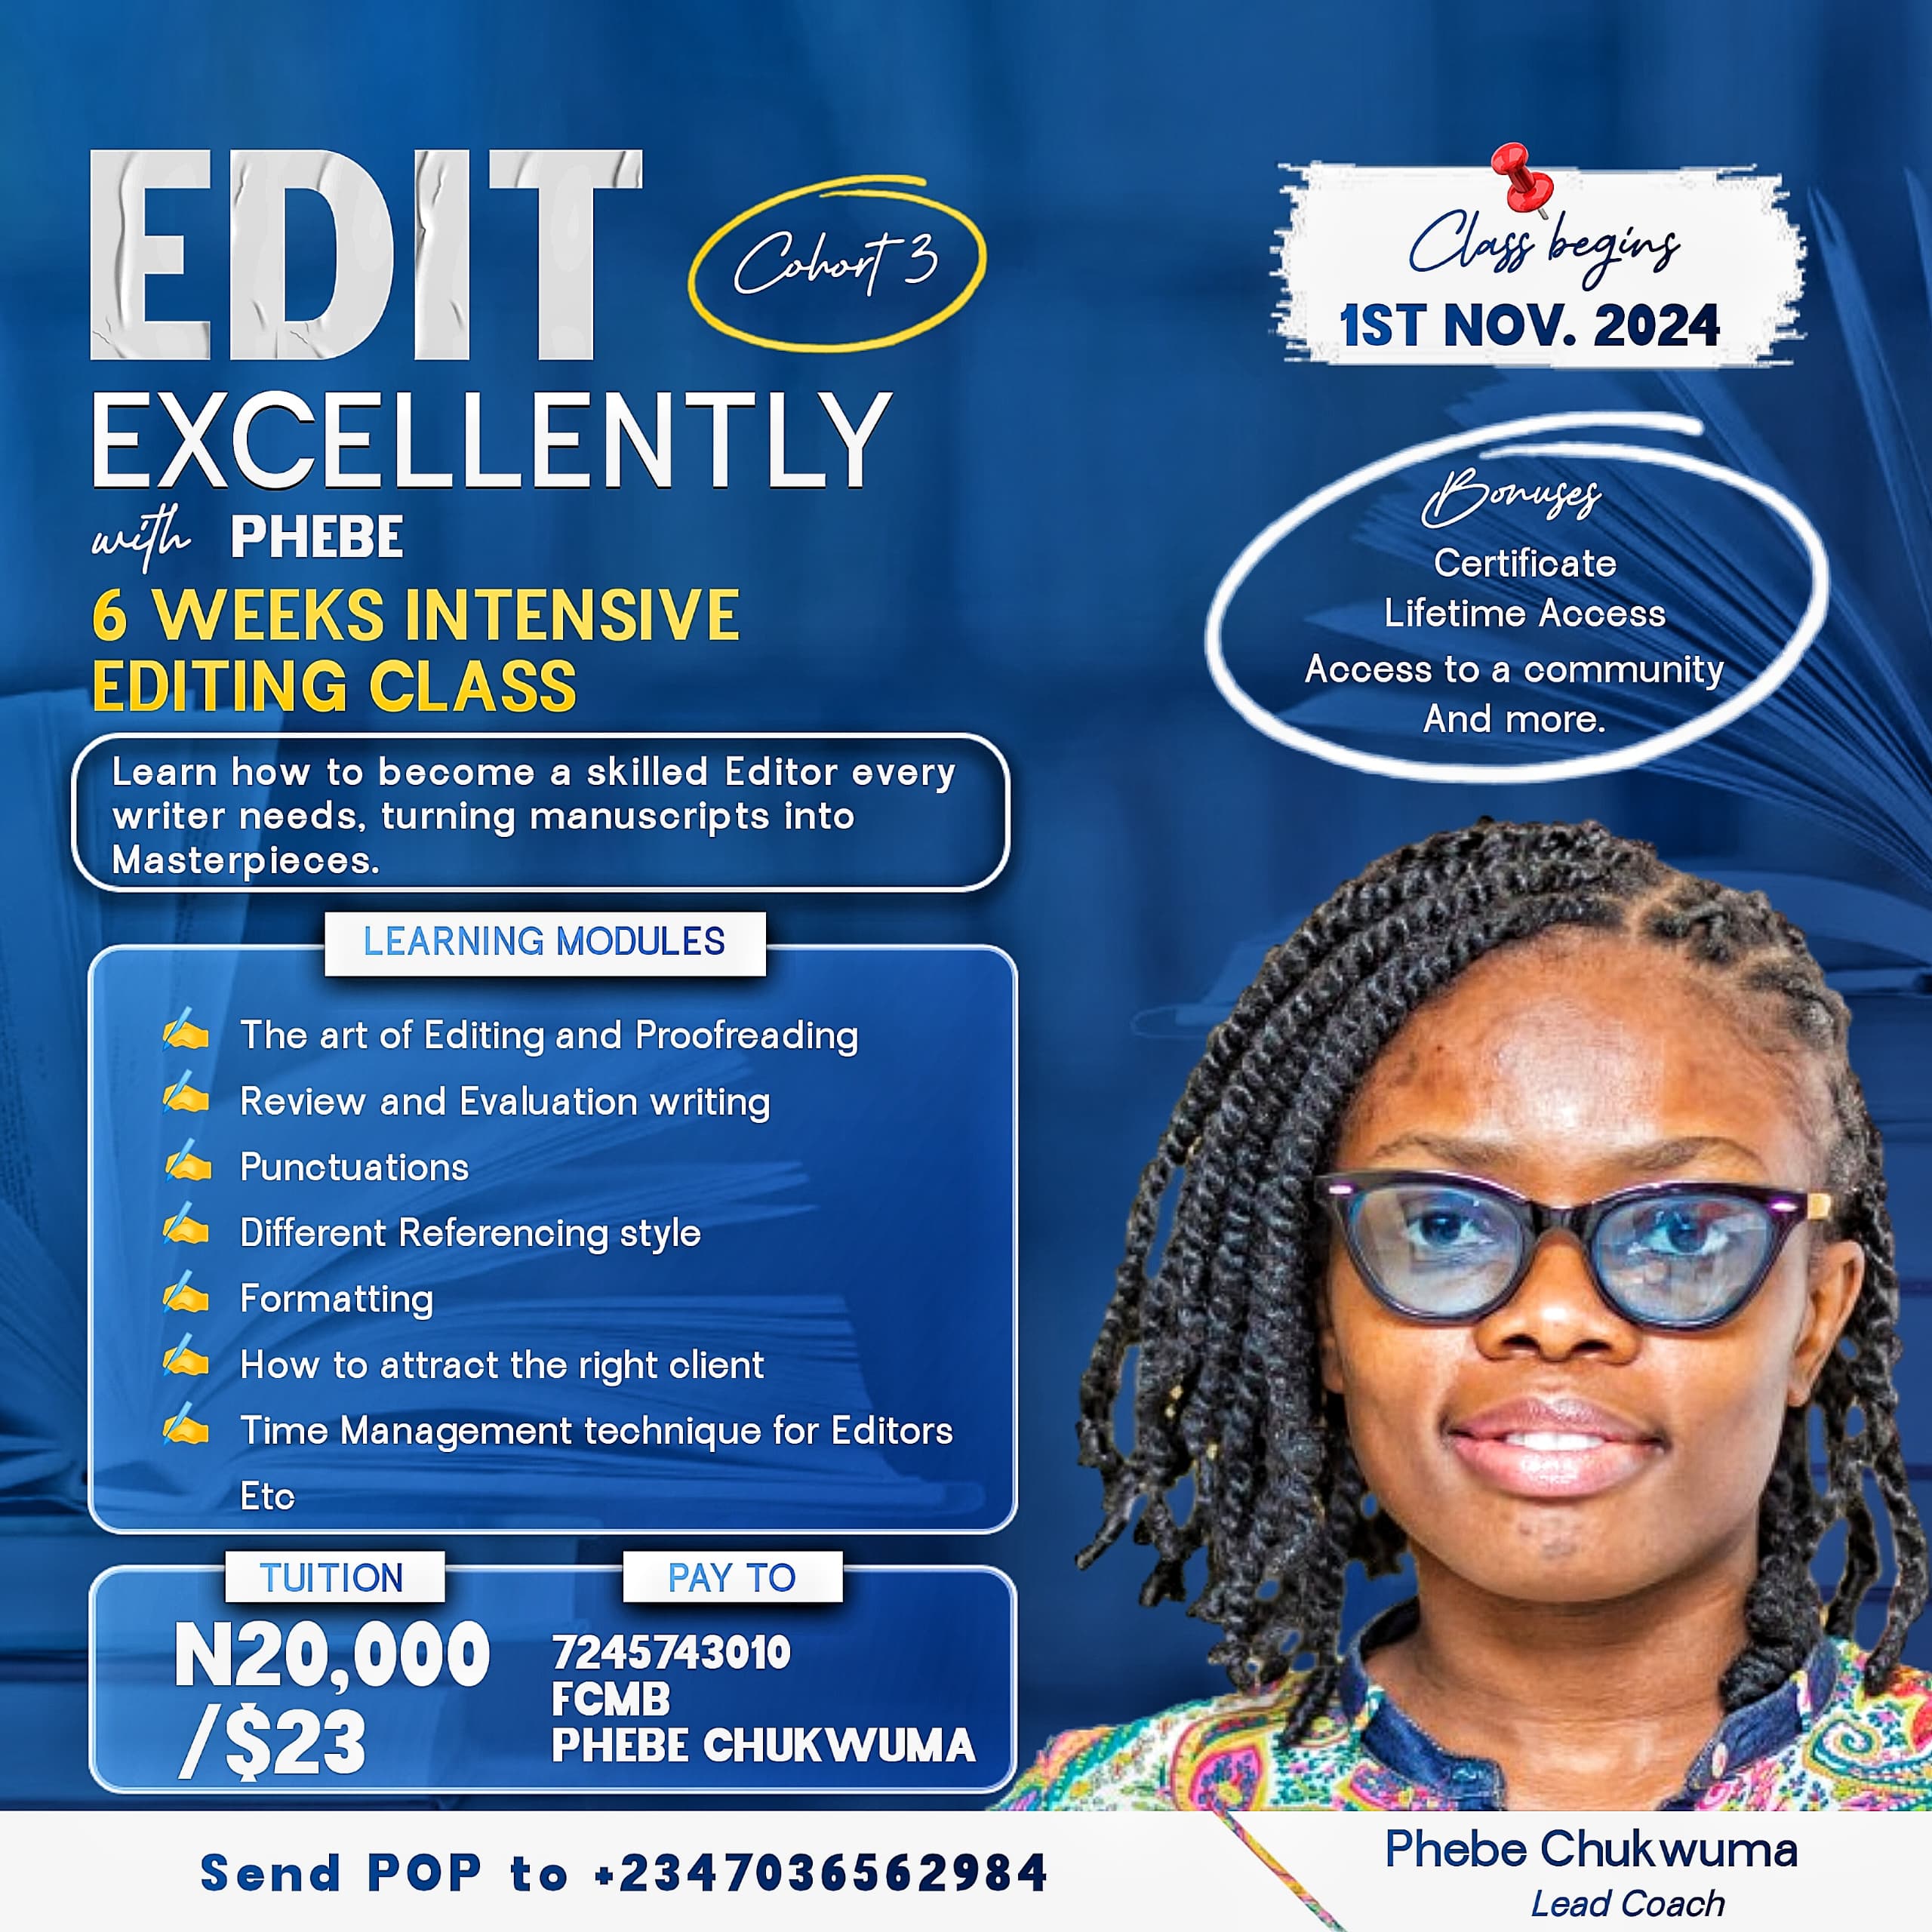 EDIT
Cohort 3
EXCELLENTLY
with PHEBE
6 WEEKS INTENSIVE
EDITING CLASS
Learn how to become a skilled Editor every
writer needs, turning manuscripts into
Masterpieces.
LEARNING MODULES
The art of Editing and Proofreading
Review and Evaluation writing
Punctuations
Different Referencing style
Formatting
How to attract the right client
Time Management technique for Editors
Etc
TUITION
N20,000
/$23
PAY TO
7245743010
FCMB
PHEBE CHUKWUMA
Class begins
1ST NOV. 2024
Bonuses
Certificate
Lifetime Access
Access to a community
And more.
Send POP to +2347036562984
Phebe Chukwuma
Lead Coach